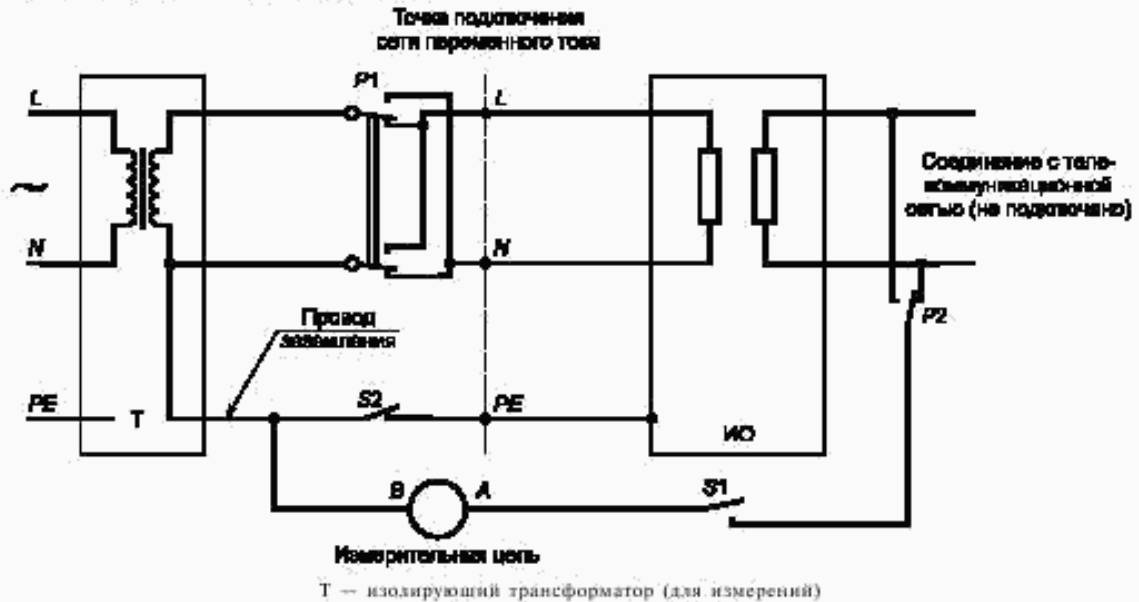 Точка подключения
сети переменного тока
P1
L
L
N
N
Соединение с теле-
коммуникационной
сетью (не подключено)
P2
Провод
заземления
PE
T
S2
PE
ИО
B
A
S1
Измерительная цепь
Т — изолирующий трансформатор (для измерений)